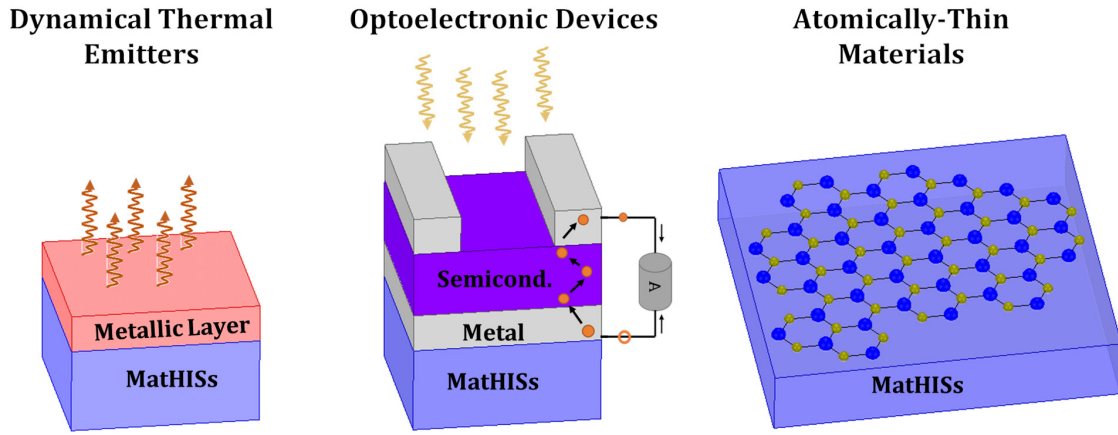 Dynamical Thermal
Emitters
Optoelectronic Devices
Atomically-Thin
Materials
Metallic Layer
MatHISs
Semicond.
Metal
MatHISs
A
MatHISs